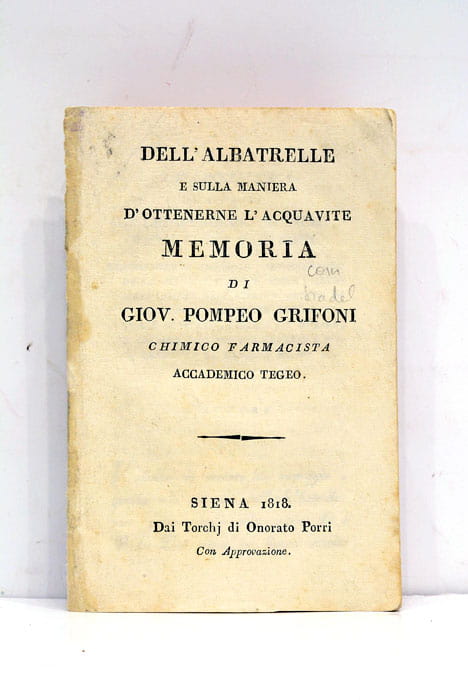 DELL'ALBATRELLE
E SULLA MANIERA
D'OTTENERNE L'ACQUAVITE
MEMORIA
DI
GIOV. POMPEO GRIFONI
CHIMICO FARMACISTA
ACCADEMICO TEGEO.
SIENA 1818.
Dai Torchj di Onorato Porri
Con Approvazione.